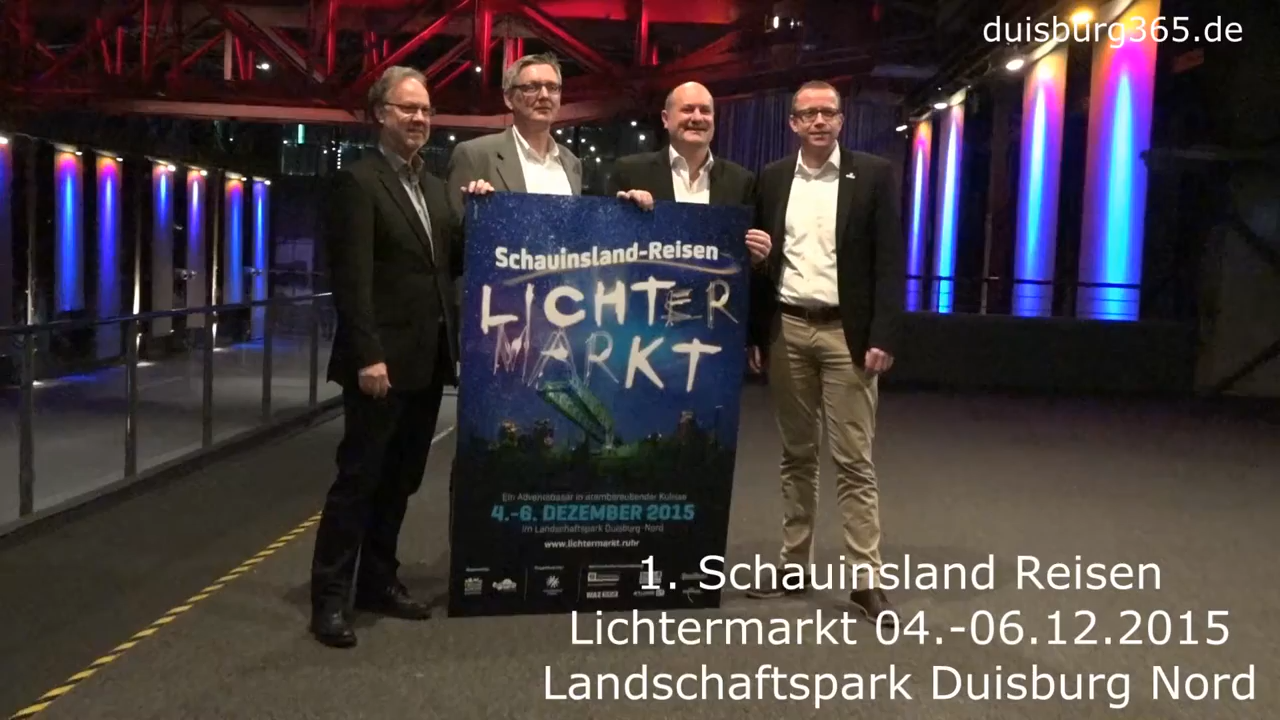 duisburg365.de
Schauinsland-Reisen
LICHTER
MARKT
Ein Adventsbasar in atemberaubender Kulisse
4.-6. DEZEMBER 2015
im Landschaftspark Duisburg-Nord
www.lichtermarkt.ruhr
1. Schauinsland Reisen
Lichtermarkt 04.-06.12.2015
Landschaftspark Duisburg Nord